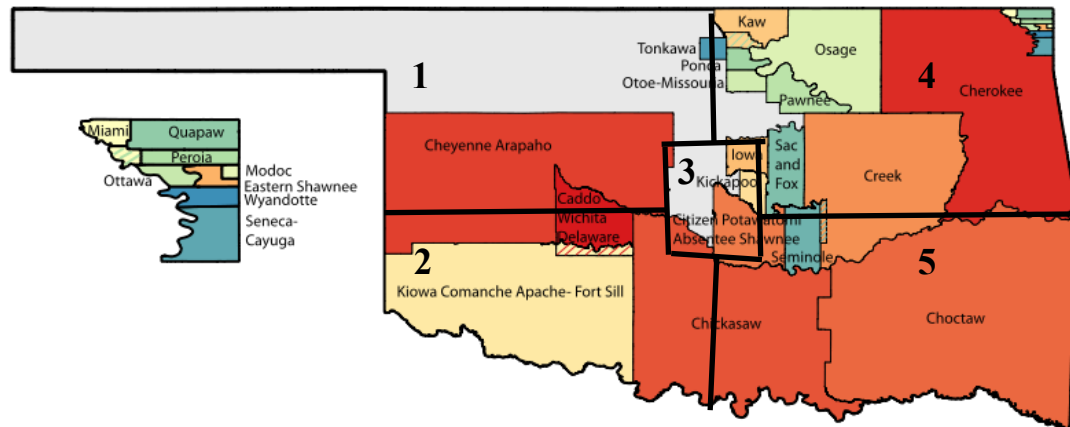 Kaw
Tonkawa
Osage
Ponca
Otoe-Missouria
1
4
Cherokee
Pawnee
Miami
Quapaw
Peroia
Ottawa
Modoc
Eastern Shawnee
Wyandotte
Seneca-
Cayuga
Cheyenne Arapaho
3
Iowa
Sac
and
Fox
Kickapoo
Creek
Caddo
Wichita
Delaware
Citizen Potawatomi
Absentee Shawnee
Seminole
2
5
Kiowa Comanche Apache- Fort Sill
Chickasaw
Choctaw